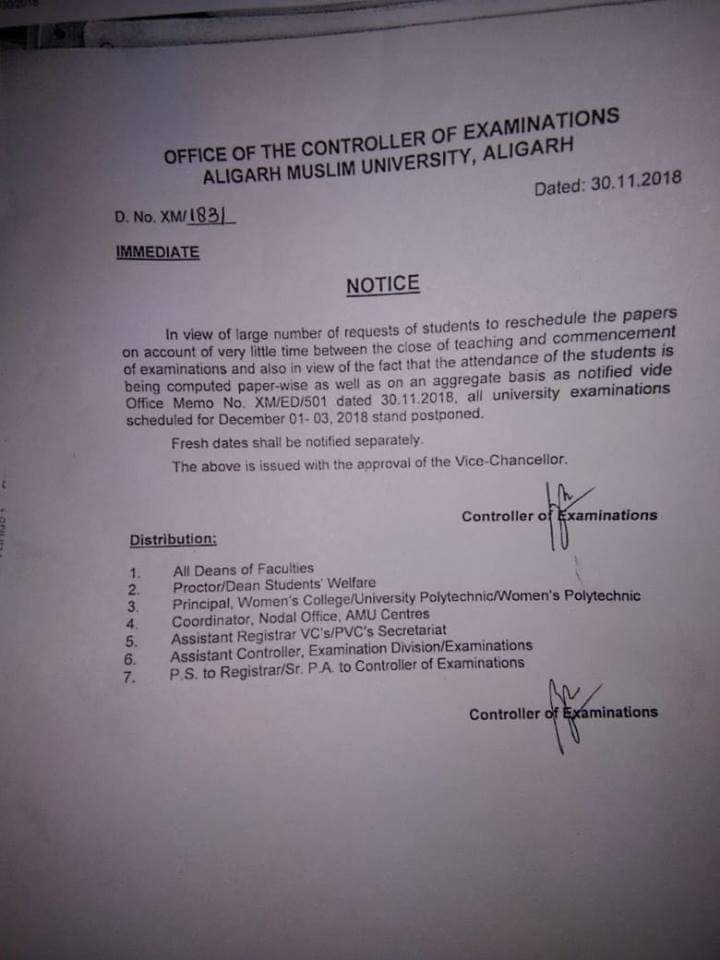 OFFICE OF THE CONTROLLER OF EXAMINATIONS
ALIGARH MUSLIM UNIVERSITY, ALIGARH
Dated: 30.11.2018
D. No. XM/1831
IMMEDIATE
NOTICE
In view of large number of requests of students to reschedule the papers
on account of very little time between the close of teaching and commencement
of examinations and also in view of the fact that the attendance of the students is
being computed paper-wise as well as on an aggregate basis as notified vide
Office Memo No. XM/ED/501 dated 30.11.2018, all university examinations
scheduled for December 01- 03, 2018 stand postponed.
Fresh dates shall be notified separately.
The above is issued with the approval of the Vice-Chancellor.
Controller of Examinations
Distribution:
1. All Deans of Faculties
2. Proctor/Dean Students' Welfare
3. Principal, Women's College/University Polytechnic/Women's Polytechnic
4. Coordinator, Nodal Office, AMU Centres
5. Assistant Registrar VC's/PVC's Secretariat
6. Assistant Controller, Examination Division/Examinations
7. P.S. to Registrar/Sr. P.A. to Controller of Examinations
Controller of Examinations